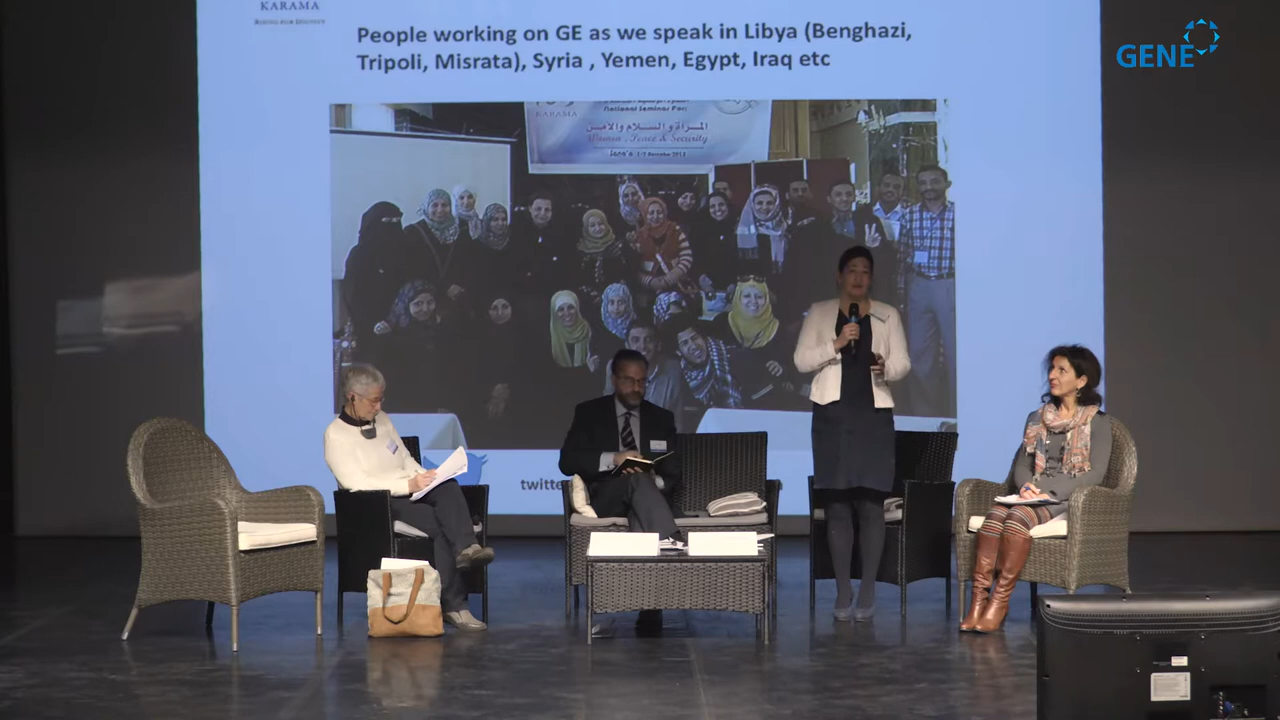 KARAMA
People working on GE as we speak in Libya (Benghazi,
Tripoli, Misrata), Syria , Yemen, Egypt, Iraq etc
GENE
KARAMA
المرأة و السلام والأمن
Women , Peace & Security
twitte